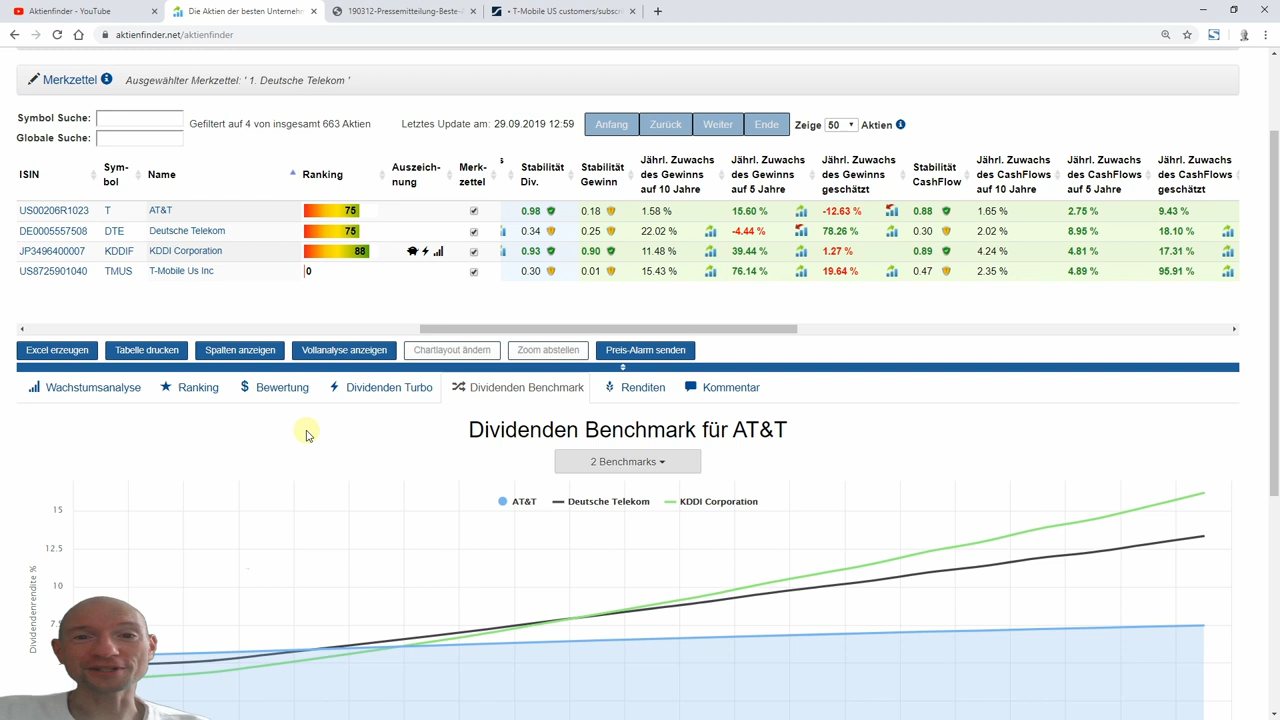 Aktienfinder - YouTube
Die Aktien der besten Unternehm
190312-Pressemitteilung-Beste-A
• T-Mobile US customers/subscri
aktienfinder.net/aktienfinder
Merkzettel Ausgewählter Merkzettel: ' 1. Deutsche Telekom '
Symbol Suche:
Globale Suche:
Gefiltert auf 4 von insgesamt 663 Aktien
Letztes Update am: 29.09.2019 12:59
Anfang Zurück Weiter Ende
Zeige 50 Aktien
ISIN Sym-bol Name Ranking Auszeich-nung Merk-zettel s Stabilität Div. Stabilität Gewinn Jährl. Zuwachs des Gewinns auf 10 Jahre Jährl. Zuwachs des Gewinns auf 5 Jahre Jährl. Zuwachs des Gewinns geschätzt Stabilität CashFlow Jährl. Zuwachs des CashFlows auf 10 Jahre Jährl. Zuwachs des CashFlows auf 5 Jahre Jährl. Zuwachs des CashFlows geschätzt
US00206R1023 T AT&T 75 0.98 0.18 1.58 % 15.60 % -12.63 % 0.88 1.65 % 2.75 % 9.43 %
DE0005557508 DTE Deutsche Telekom 75 0.34 0.25 22.02 % -4.44 % 78.26 % 0.30 2.02 % 8.95 % 18.10 %
JP3496400007 KDDIF KDDI Corporation 88 0.93 0.90 11.48 % 39.44 % 1.27 % 0.89 4.24 % 4.81 % 17.31 %
US8725901040 TMUS T-Mobile Us Inc 0 0.30 0.01 15.43 % 76.14 % 19.64 % 0.47 2.35 % 4.89 % 95.91 %
Excel erzeugen Tabelle drucken Spalten anzeigen Vollanalyse anzeigen Chartlayout ändern Zoom abstellen Preis-Alarm senden
Wachstumsanalyse Ranking Bewertung Dividenden Turbo Dividenden Benchmark Renditen Kommentar
Dividenden Benchmark für AT&T
2 Benchmarks
AT&T Deutsche Telekom KDDI Corporation
15
12.5
10
7.5
Dividendenrendite %